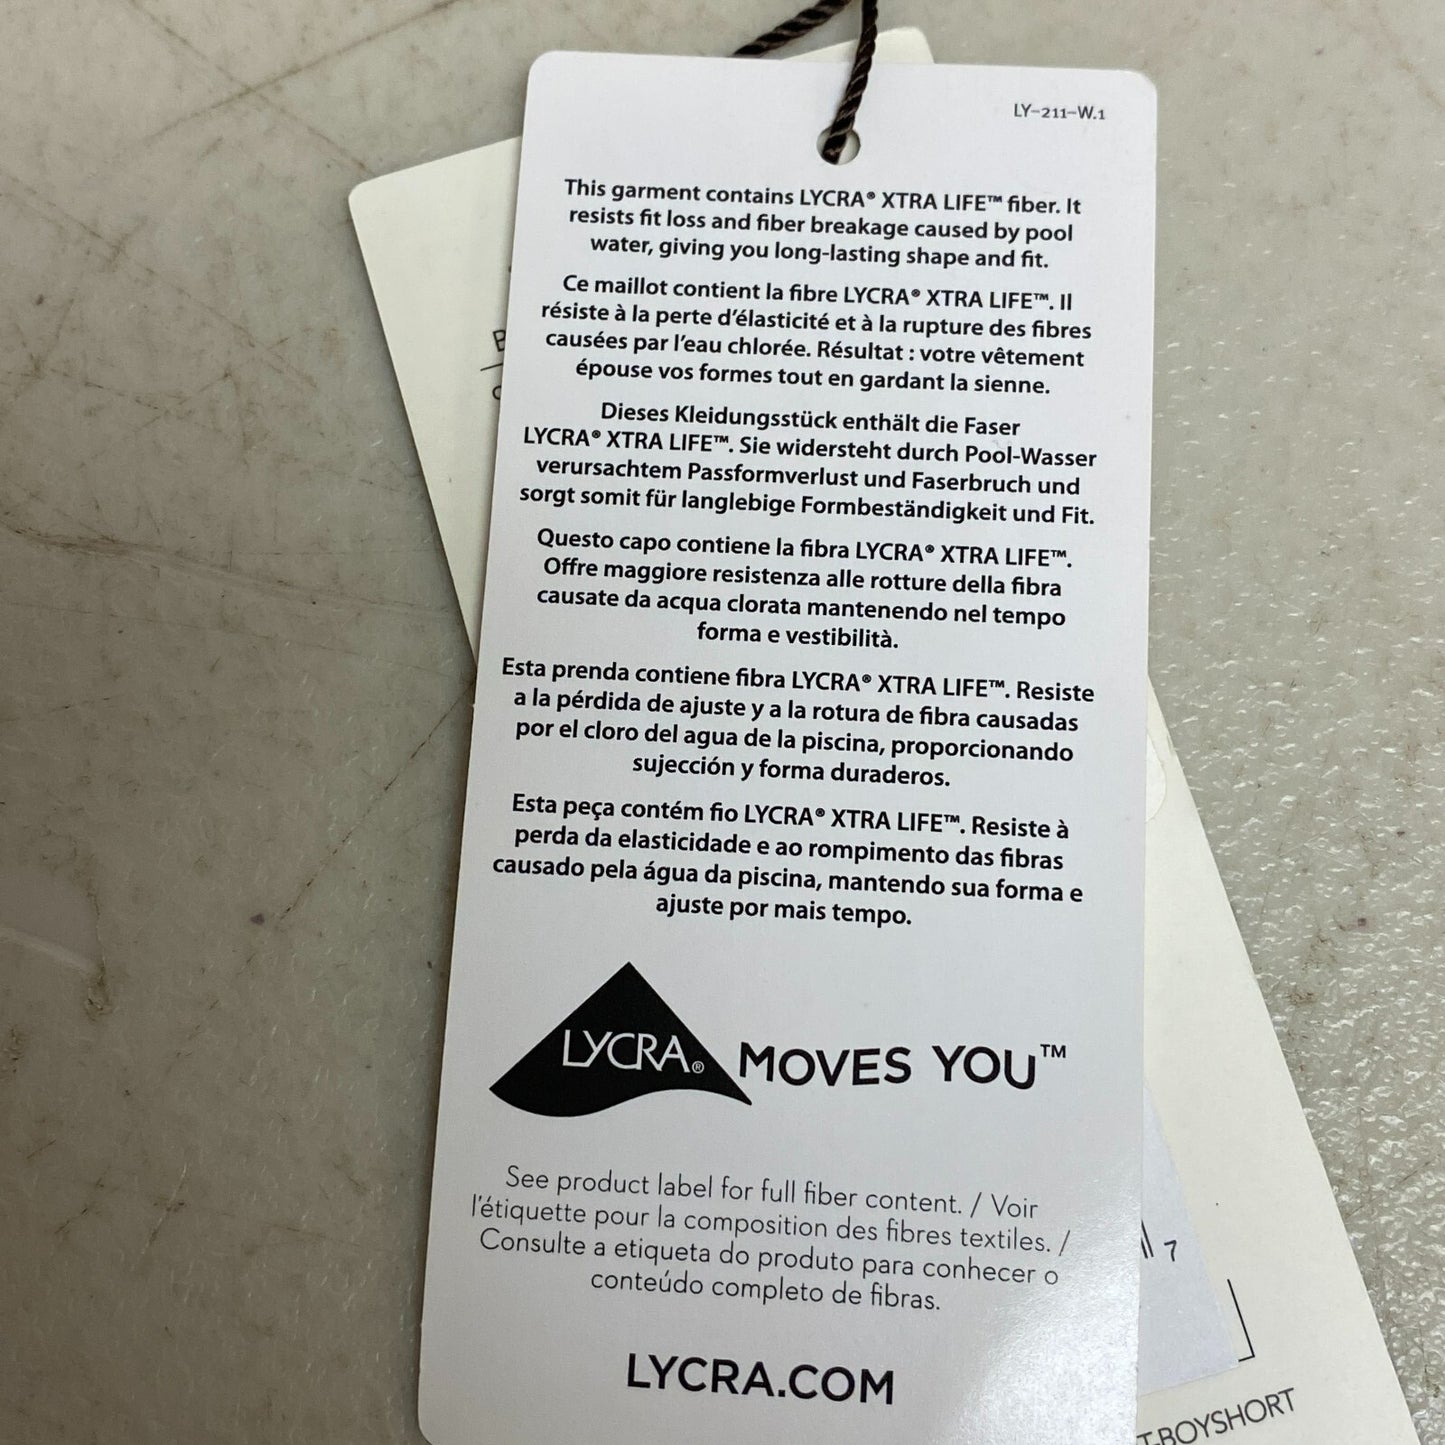 LY-211-W.1
This garment contains LYCRA® XTRA LIFE™ fiber. It
resists fit loss and fiber breakage caused by pool
water, giving you long-lasting shape and fit.
Ce maillot contient la fibre LYCRA® XTRA LIFE™. Il
résiste à la perte d'élasticité et à la rupture des fibres
causées par l'eau chlorée. Résultat : votre vêtement
épouse vos formes tout en gardant la sienne.
Dieses Kleidungsstück enthält die Faser
LYCRA® XTRA LIFE™. Sie widersteht durch Pool-Wasser
verursachtem Passformverlust und Faserbruch und
sorgt somit für langlebige Formbeständigkeit und Fit.
Questo capo contiene la fibra LYCRA® XTRA LIFE™.
Offre maggiore resistenza alle rotture della fibra
causate da acqua clorata mantenendo nel tempo
forma e vestibilità.
Esta prenda contiene fibra LYCRA® XTRA LIFE™. Resiste
a la pérdida de ajuste y a la rotura de fibra causadas
por el cloro del agua de la piscina, proporcionando
sujección y forma duraderos.
Esta peça contém fio LYCRA® XTRA LIFE™. Resiste à
perda da elasticidade e ao rompimento das fibras
causado pela água da piscina, mantendo sua forma e
ajuste por mais tempo.
LYCRA® MOVES YOU™
See product label for full fiber content. / Voir
l'étiquette pour la composition des fibres textiles. /
Consulte a etiqueta do produto para conhecer o
conteúdo completo de fibras.
LYCRA.COM
7
T-BOYSHORT